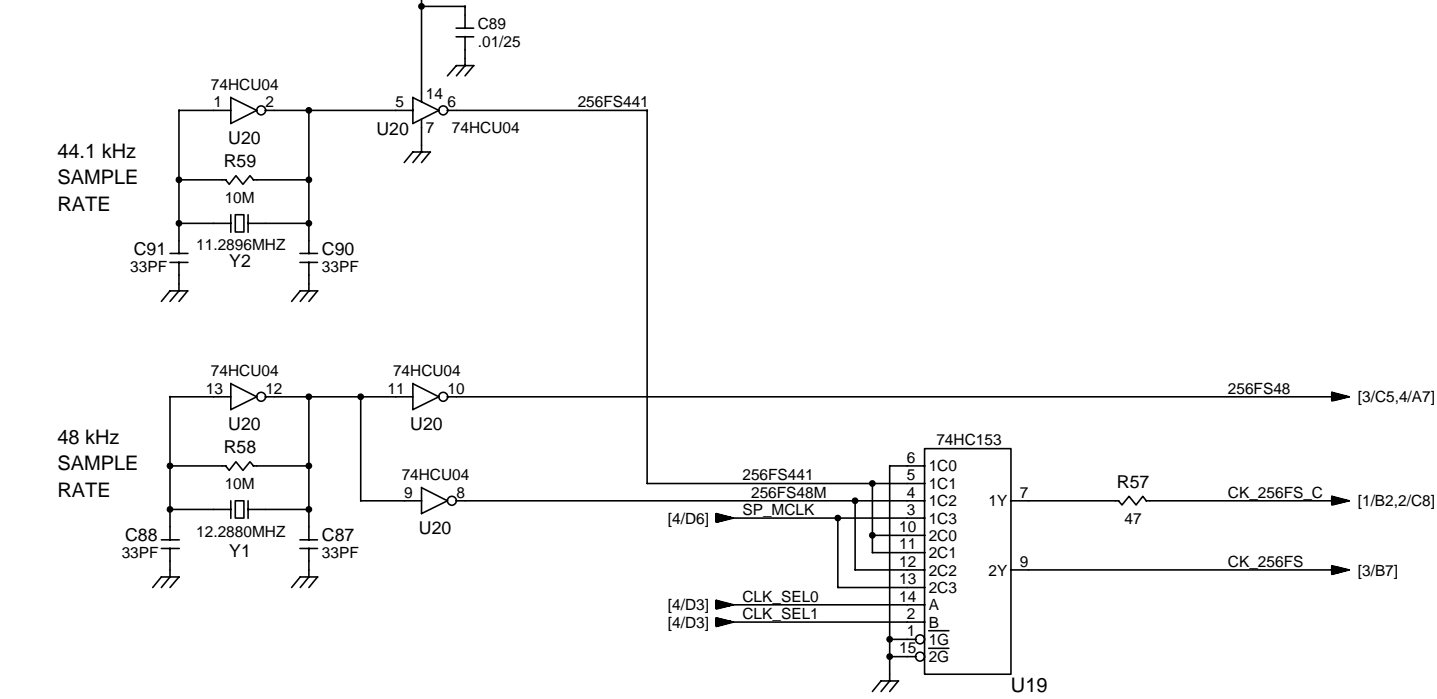 C89
.01/25
74HCU04
1
2
U20
R59
10M
11.2896MHZ
Y2
C91
33PF
C90
33PF
44.1 kHz
SAMPLE
RATE
5
14
6
7
U20
74HCU04
256FS441
48 kHz
SAMPLE
RATE
74HCU04
13
12
U20
R58
10M
12.2880MHZ
Y1
C88
33PF
C87
33PF
74HCU04
11
10
U20
74HCU04
9
8
U20
256FS48
[3/C5,4/A7]
256FS441
256FS48M
[4/D6]
SP_MCLK
[4/D3]
CLK_SEL0
[4/D3]
CLK_SEL1
74HC153
6 1C0
5 1C1
4 1C2
3 1C3
10 2C0
11 2C1
12 2C2
13 2C3
14 A
2 B
1 1G
15 2G
1Y 7
2Y 9
U19
R57
47
CK_256FS_C
[1/B2,2/C8]
CK_256FS
[3/B7]